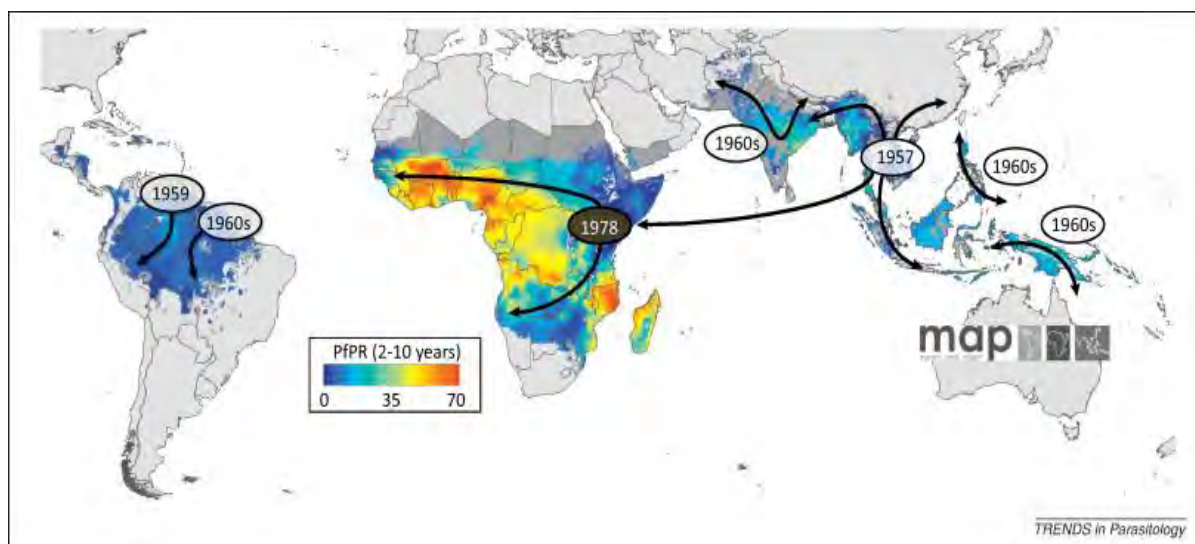 1959
1960s
1978
1960s
1957
1960s
1960s
PfPR (2-10 years)
0 35 70
map
TRENDS in Parasitology